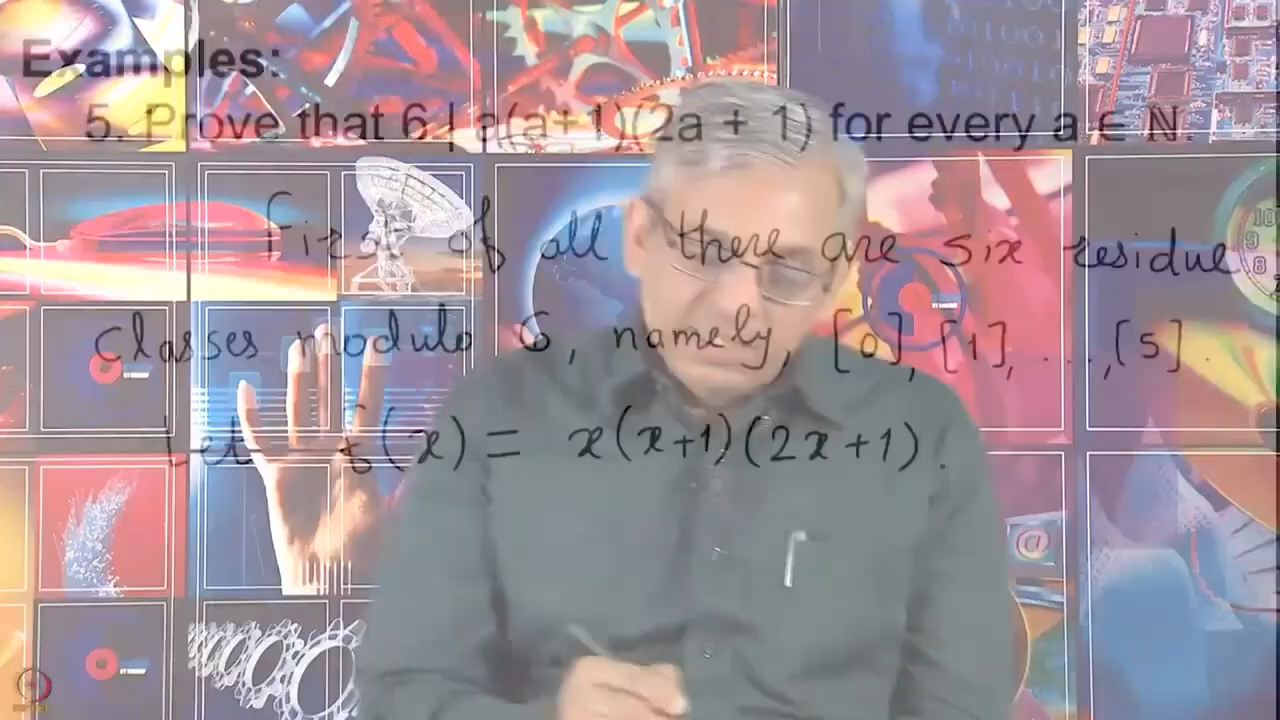 Examples:
5. Prove that 6 | a(a+1)(2a + 1) for every a ∈ ℕ.
First of all there are six residue
classes modulo 6, namely, [0], [1], ..., [5].
Let f(x) = x(x+1)(2x+1).